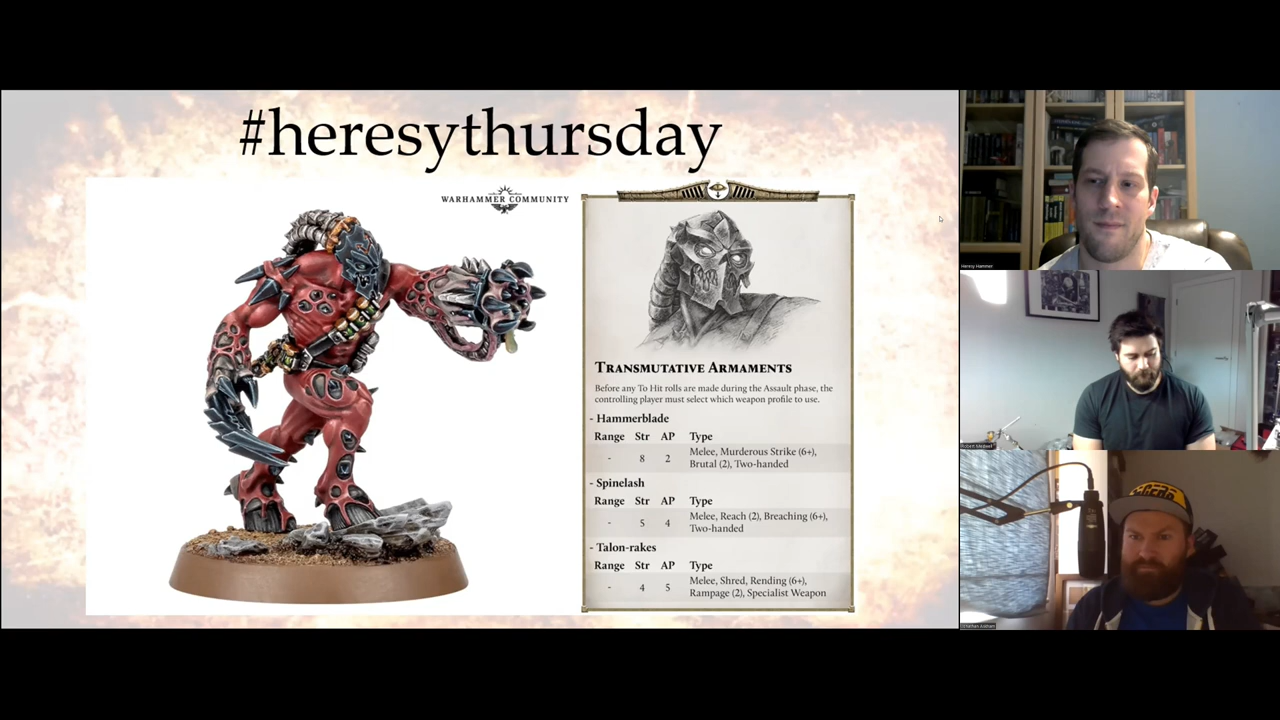 #heresythursday
WARHAMMER COMMUNITY
TRANSMUTATIVE ARMAMENTS
Before any To Hit rolls are made during the Assault phase, the
controlling player must select which weapon profile to use.
- Hammerblade
Range Str AP Type
- 8 2 Melee, Murderous Strike (6+),
Brutal (2), Two-handed
- Spinelash
Range Str AP Type
- 5 4 Melee, Reach (2), Breaching (6+),
Two-handed
- Talon-rakes
Range Str AP Type
- 4 5 Melee, Shred, Rending (6+),
Rampage (2), Specialist Weapon